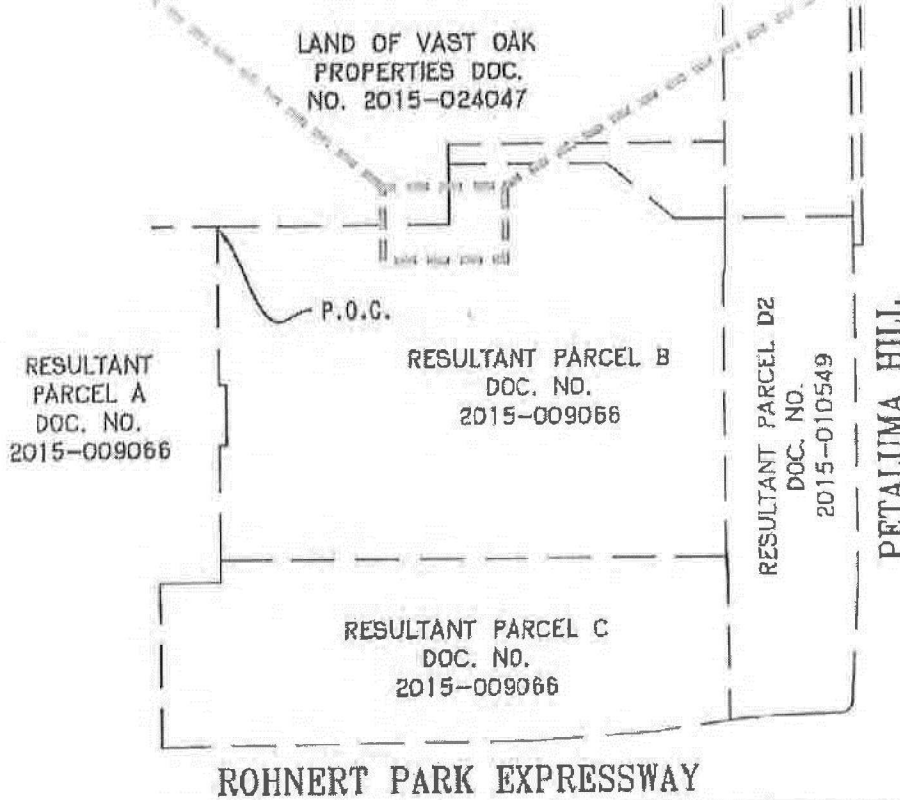 LAND OF VAST OAK
PROPERTIES DOC.
NO. 2015-024047
P.O.C.
RESULTANT
PARCEL A
DOC. NO.
2015-009066
RESULTANT PARCEL B
DOC. NO.
2015-009066
RESULTANT PARCEL D2
DOC. NO.
2015-010549
PETALUMA HILL
RESULTANT PARCEL C
DOC. NO.
2015-009066
ROHNERT PARK EXPRESSWAY